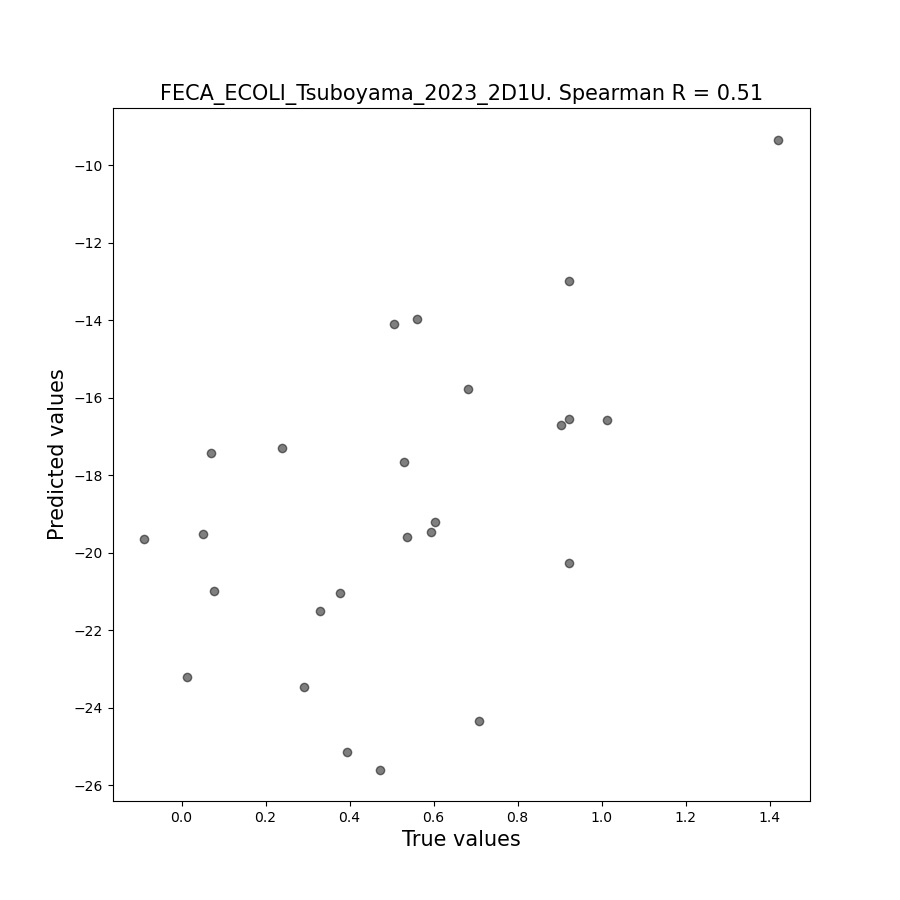 FECA_ECOLI_Tsuboyama_2023_2D1U. Spearman R = 0.51
Predicted values
−10
−12
−14
−16
−18
−20
−22
−24
−26
0.0 0.2 0.4 0.6 0.8 1.0 1.2 1.4
True values